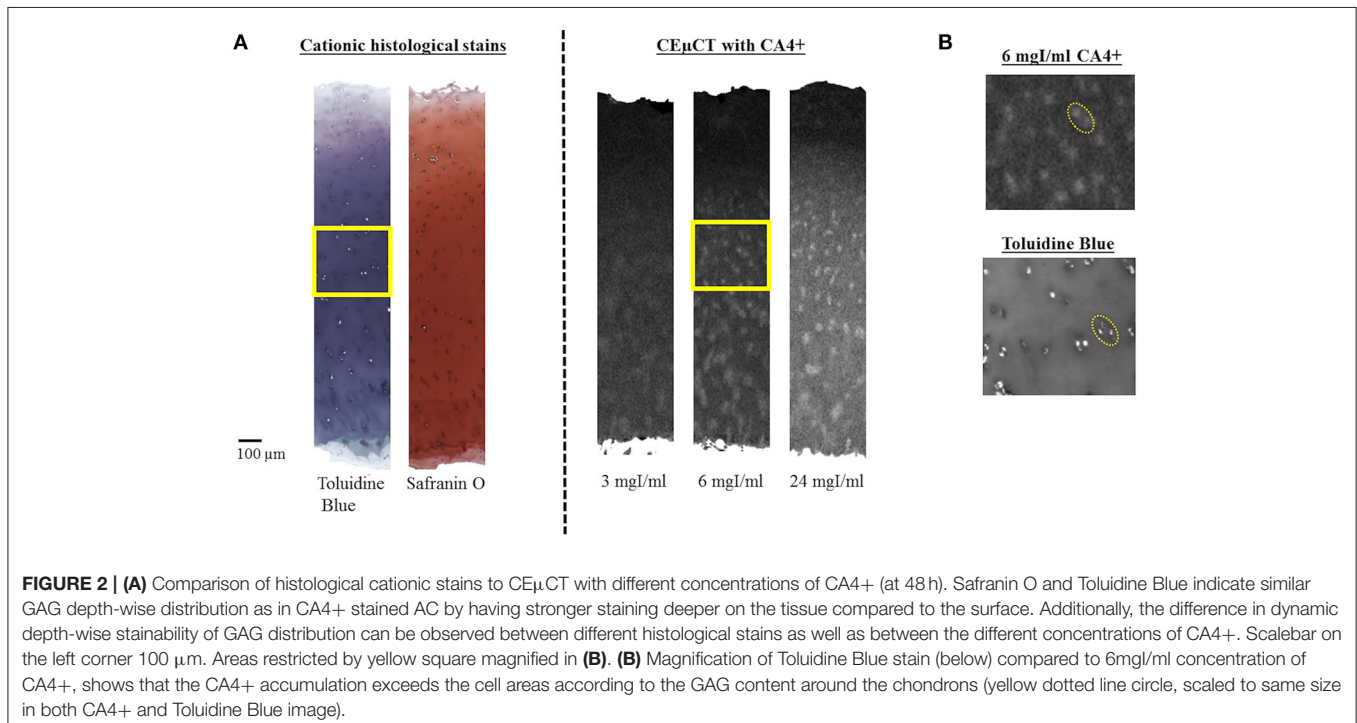 A
Cationic histological stains
CEμCT with CA4+
B
6 mgI/ml CA4+
Toluidine Blue
100 μm
Toluidine
Blue
Safranin O
3 mgI/ml
6 mgI/ml
24 mgI/ml
FIGURE 2 | (A) Comparison of histological cationic stains to CEμCT with different concentrations of CA4+ (at 48 h). Safranin O and Toluidine Blue indicate similar
GAG depth-wise distribution as in CA4+ stained AC by having stronger staining deeper on the tissue compared to the surface. Additionally, the difference in dynamic
depth-wise stainability of GAG distribution can be observed between different histological stains as well as between the different concentrations of CA4+. Scalebar on
the left corner 100 μm. Areas restricted by yellow square magnified in (B). (B) Magnification of Toluidine Blue stain (below) compared to 6mgI/ml concentration of
CA4+, shows that the CA4+ accumulation exceeds the cell areas according to the GAG content around the chondrons (yellow dotted line circle, scaled to same size
in both CA4+ and Toluidine Blue image).